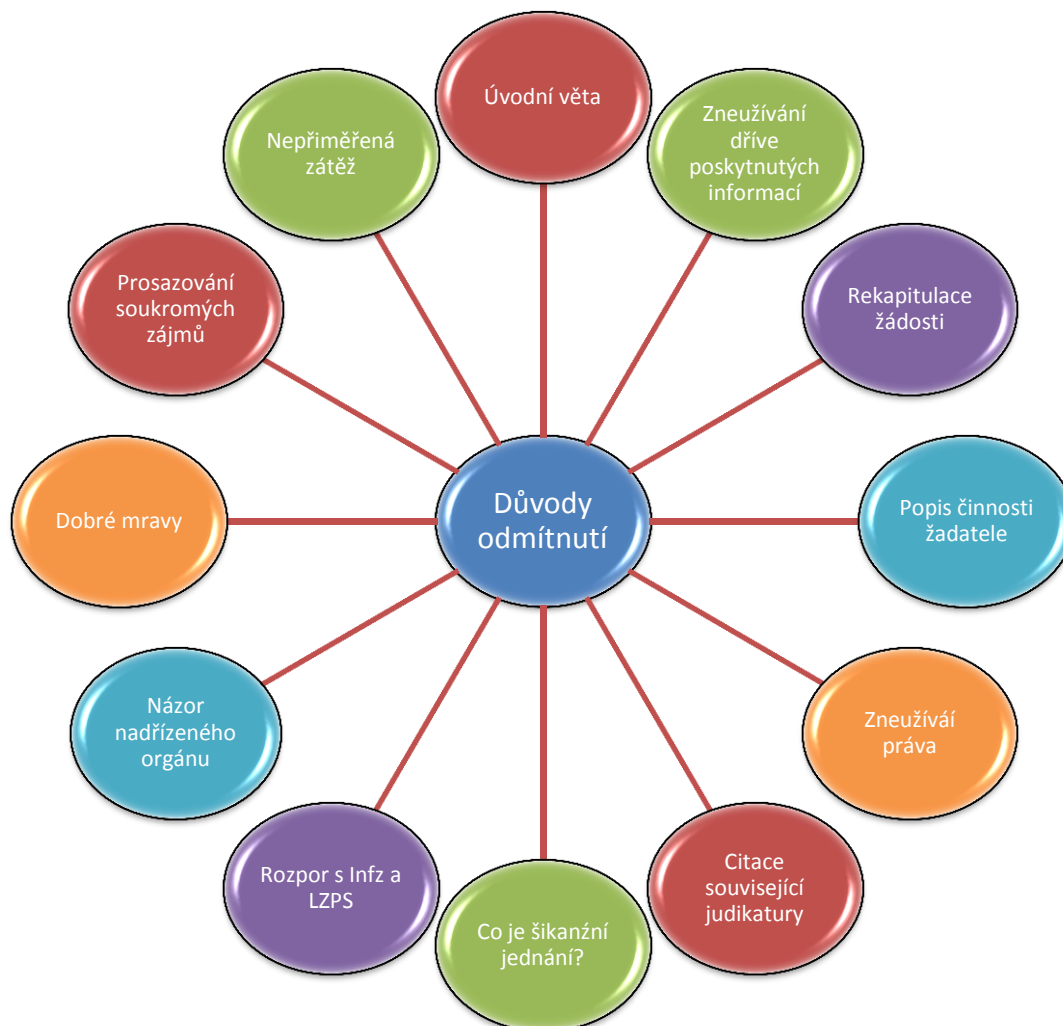 Úvodní věta
Zneužívání
dříve
poskytnutých
informací
Rekapitulace
žádosti
Popis činnosti
žadatele
Zneužíváí
práva
Citace
související
judikatury
Co je šikanźní
jednání?
Rozpor s Infz a
LZPS
Názor
nadřízeného
orgánu
Dobré mravy
Prosazování
soukromých
zájmů
Nepřiměřená
zátěž
Důvody
odmítnutí